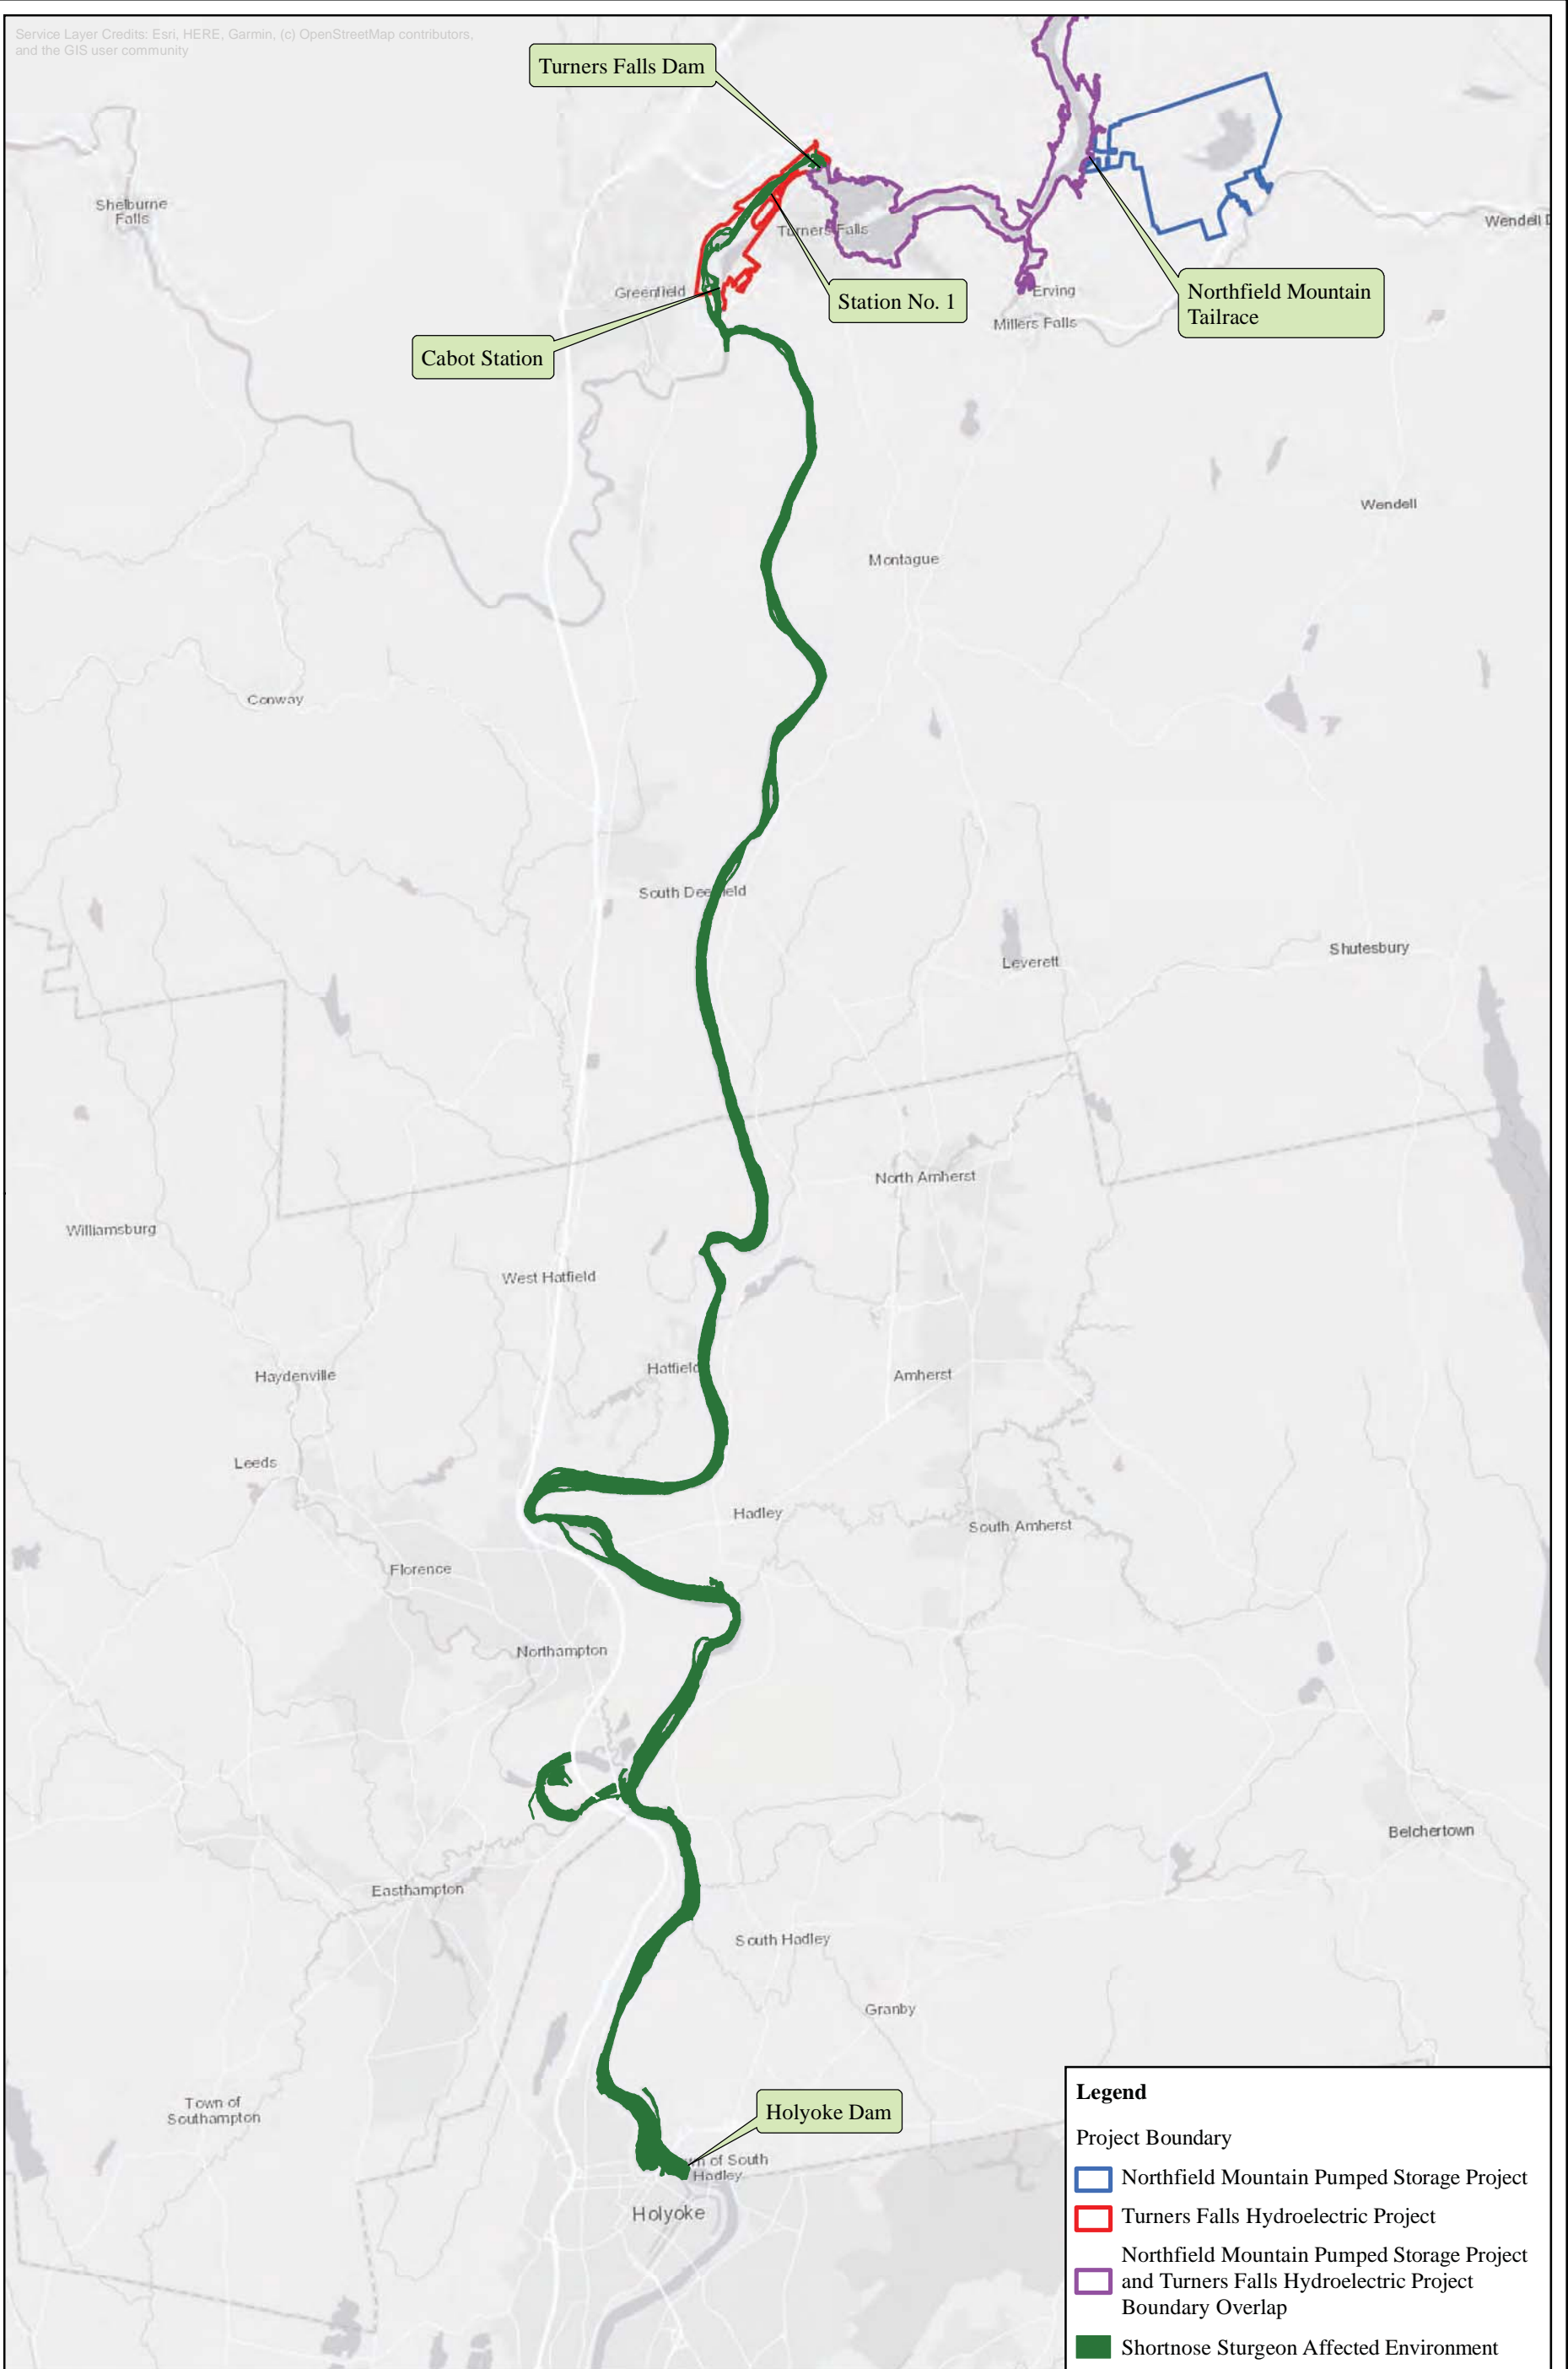 Service Layer Credits: Esri, HERE, Garmin, (c) OpenStreetMap contributors,
and the GIS user community
Turners Falls Dam
Shelburne
Falls
Wendell D
Turners Falls
Greenfield
Station No. 1
Erving
Northfield Mountain
Tailrace
Millers Falls
Cabot Station
Wendell
Montague
Conway
South Deerfield
Leverett
Shutesbury
North Amherst
Williamsburg
West Hatfield
Hatfield
Haydenville
Amherst
Leeds
Hadley
South Amherst
Florence
Northampton
Belchertown
Easthampton
South Hadley
Granby
Town of
Southampton
Holyoke Dam
wn of South
Hadley
Holyoke
Legend
Project Boundary
Northfield Mountain Pumped Storage Project
Turners Falls Hydroelectric Project
Northfield Mountain Pumped Storage Project
and Turners Falls Hydroelectric Project
Boundary Overlap
Shortnose Sturgeon Affected Environment